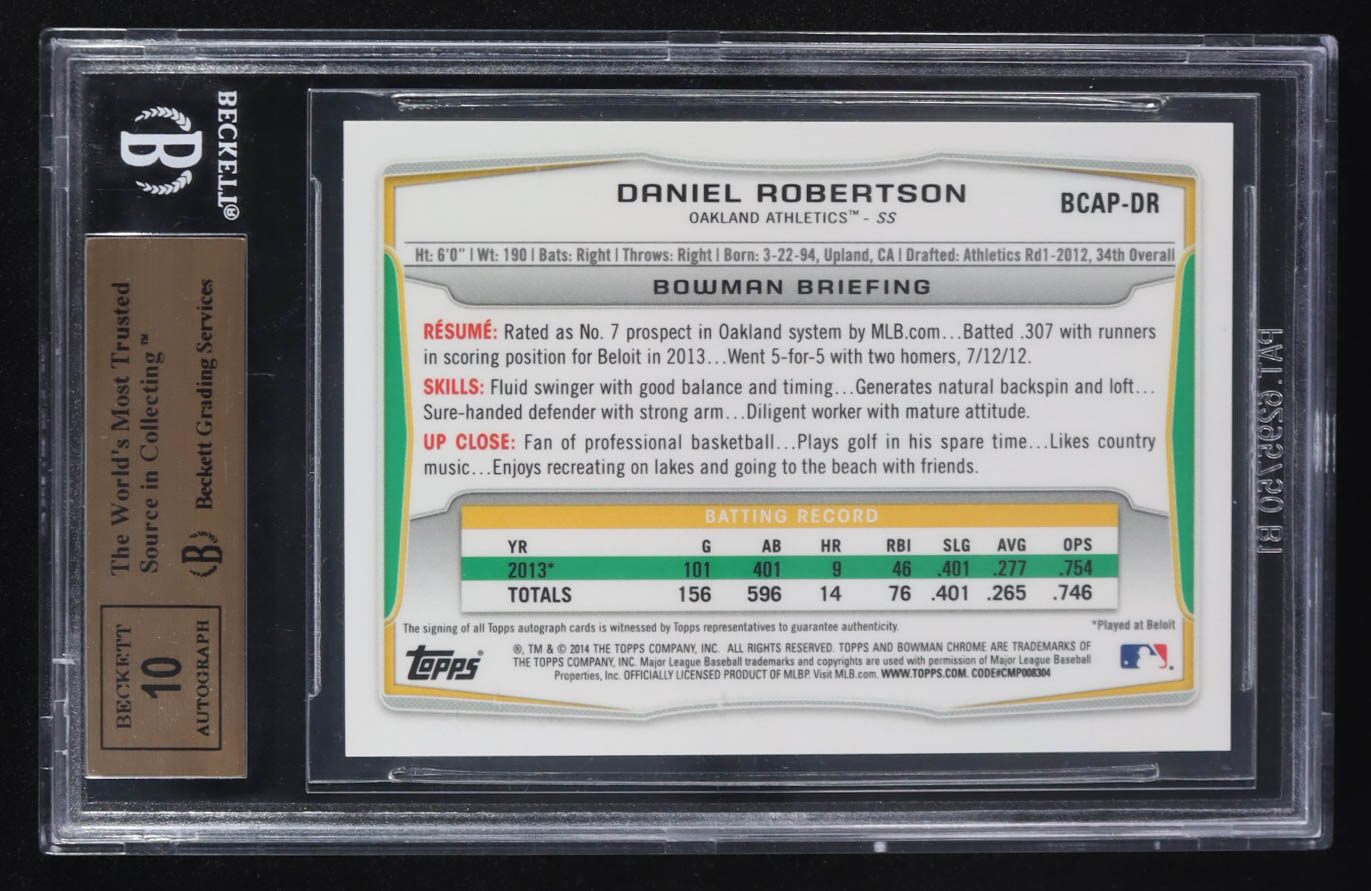 BECKETT®
B
The World's Most Trusted
Source in Collecting™
B Beckett Grading Services
BECKETT
10
AUTOGRAPH
DANIEL ROBERTSON
OAKLAND ATHLETICS™ - SS
BCAP-DR
Ht: 6'0" | Wt: 190 | Bats: Right | Throws: Right | Born: 3-22-94, Upland, CA | Drafted: Athletics Rd1-2012, 34th Overall
BOWMAN BRIEFING
RÉSUMÉ: Rated as No. 7 prospect in Oakland system by MLB.com...Batted .307 with runners
in scoring position for Beloit in 2013...Went 5-for-5 with two homers, 7/12/12.
SKILLS: Fluid swinger with good balance and timing...Generates natural backspin and loft...
Sure-handed defender with strong arm...Diligent worker with mature attitude.
UP CLOSE: Fan of professional basketball...Plays golf in his spare time...Likes country
music...Enjoys recreating on lakes and going to the beach with friends.
BATTING RECORD
YR G AB HR RBI SLG AVG OPS
2013* 101 401 9 46 .401 .277 .754
TOTALS 156 596 14 76 .401 .265 .746
The signing of all Topps autograph cards is witnessed by Topps representatives to guarantee authenticity.
*Played at Beloit
topps®
®, TM & © 2014 THE TOPPS COMPANY, INC. ALL RIGHTS RESERVED. TOPPS AND BOWMAN CHROME ARE TRADEMARKS OF
THE TOPPS COMPANY, INC. Major League Baseball trademarks and copyrights are used with permission of Major League Baseball
Properties, Inc. OFFICIALLY LICENSED PRODUCT OF MLBP. Visit MLB.com. WWW.TOPPS.COM. CODE#CMP008304